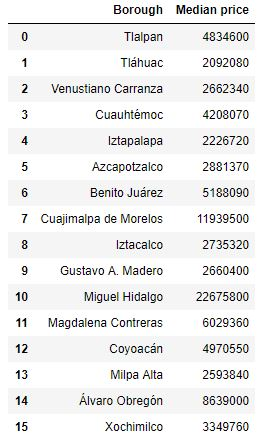 Borough Median price
0 Tlalpan 4834600
1 Tláhuac 2092080
2 Venustiano Carranza 2662340
3 Cuauhtémoc 4208070
4 Iztapalapa 2226720
5 Azcapotzalco 2881370
6 Benito Juárez 5188090
7 Cuajimalpa de Morelos 11939500
8 Iztacalco 2735320
9 Gustavo A. Madero 2660400
10 Miguel Hidalgo 22675800
11 Magdalena Contreras 6029360
12 Coyoacán 4970550
13 Milpa Alta 2593840
14 Álvaro Obregón 8639000
15 Xochimilco 3349760